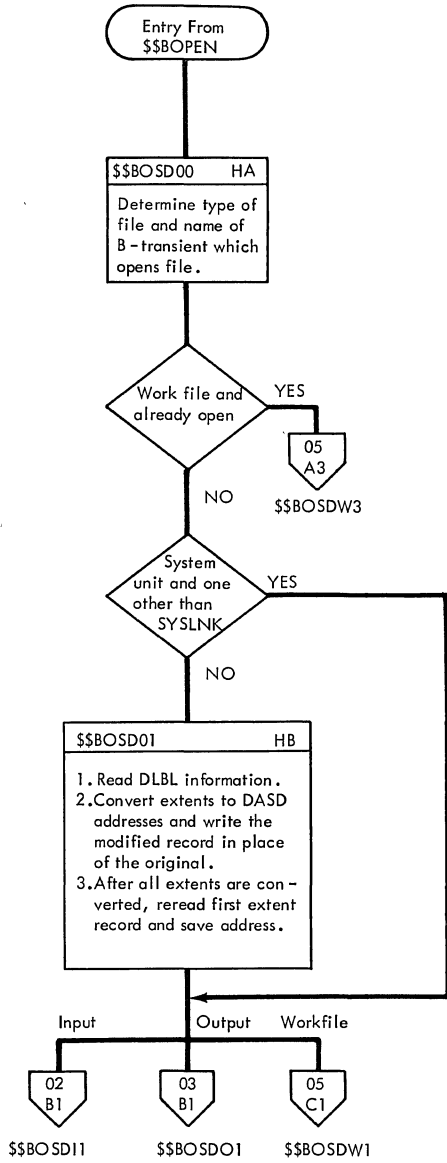 Entry From
$$BOPEN
$$BOSD00 HA
Determine type of
file and name of
B-transient which
opens file.
Work file and
already open
YES
05
A3
$$BOSDW3
NO
System
unit and one
other than
SYSLNK
YES
NO
$$BOSD01 HB
1. Read DLBL information.
2. Convert extents to DASD
addresses and write the
modified record in place
of the original.
3. After all extents are con-
verted, reread first extent
record and save address.
Input Output Workfile
02
B1
03
B1
05
C1
$$BOSDI1 $$BOSDO1 $$BOSDW1